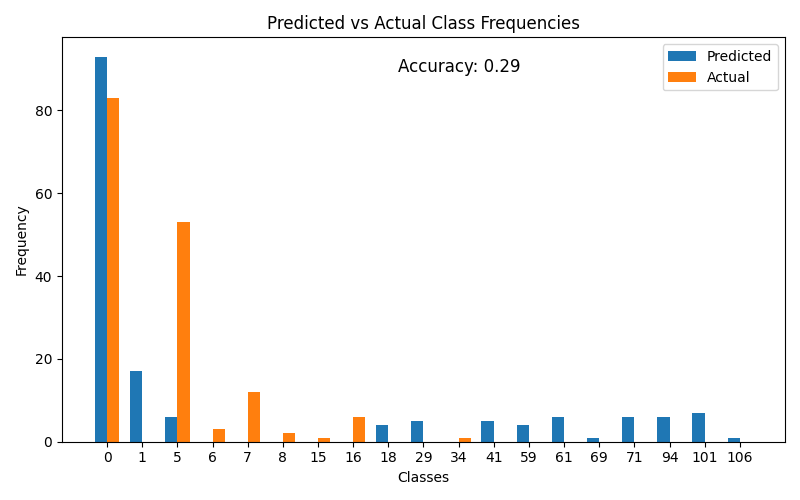 Predicted vs Actual Class Frequencies
Accuracy: 0.29
Predicted
Actual
Frequency
80
60
40
20
0
0 1 5 6 7 8 15 16 18 29 34 41 59 61 69 71 94 101 106
Classes